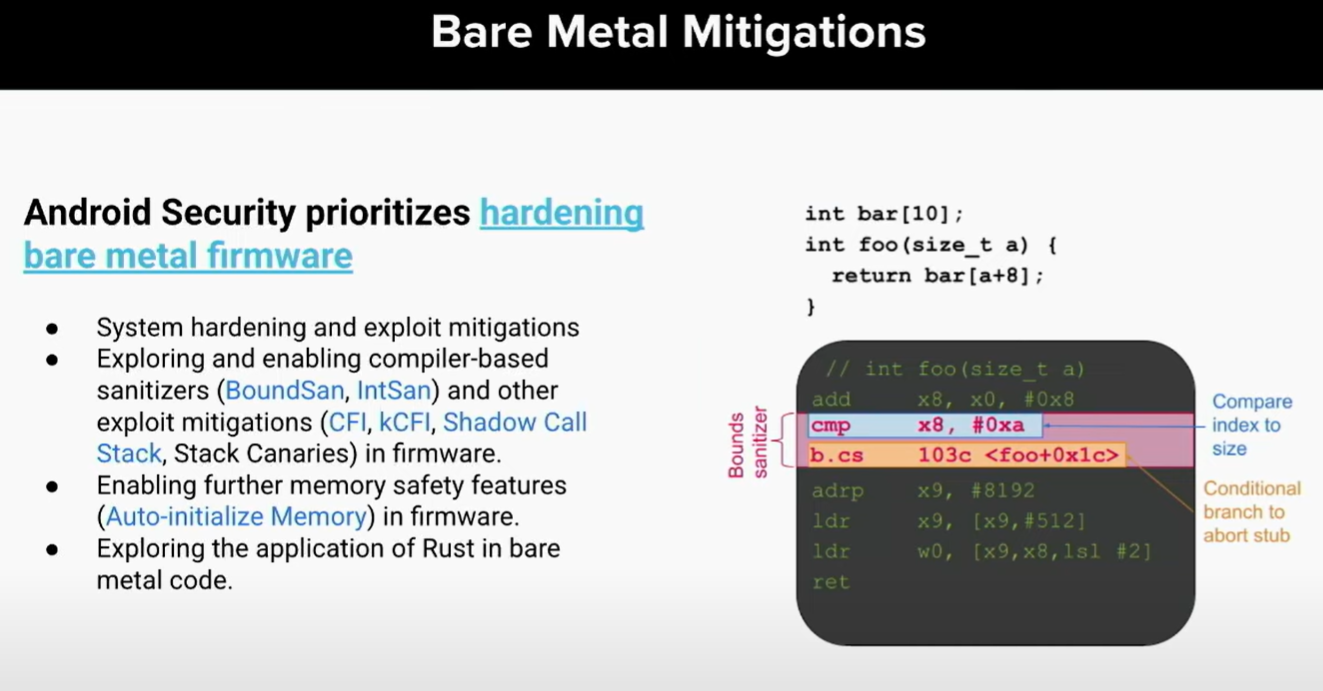 Bare Metal Mitigations
Android Security prioritizes hardening
bare metal firmware
● System hardening and exploit mitigations
● Exploring and enabling compiler-based
sanitizers (BoundSan, IntSan) and other
exploit mitigations (CFI, kCFI, Shadow Call
Stack, Stack Canaries) in firmware.
● Enabling further memory safety features
(Auto-initialize Memory) in firmware.
● Exploring the application of Rust in bare
metal code.
int bar[10];
int foo(size_t a) {
return bar[a+8];
}
// int foo(size_t a)
add x8, x0, #0x8
cmp x8, #0xa
b.cs 103c <foo+0x1c>
adrp x9, #8192
ldr x9, [x9,#512]
ldr w0, [x9,x8,lsl #2]
ret
Bounds
sanitizer
Compare
index to
size
Conditional
branch to
abort stub